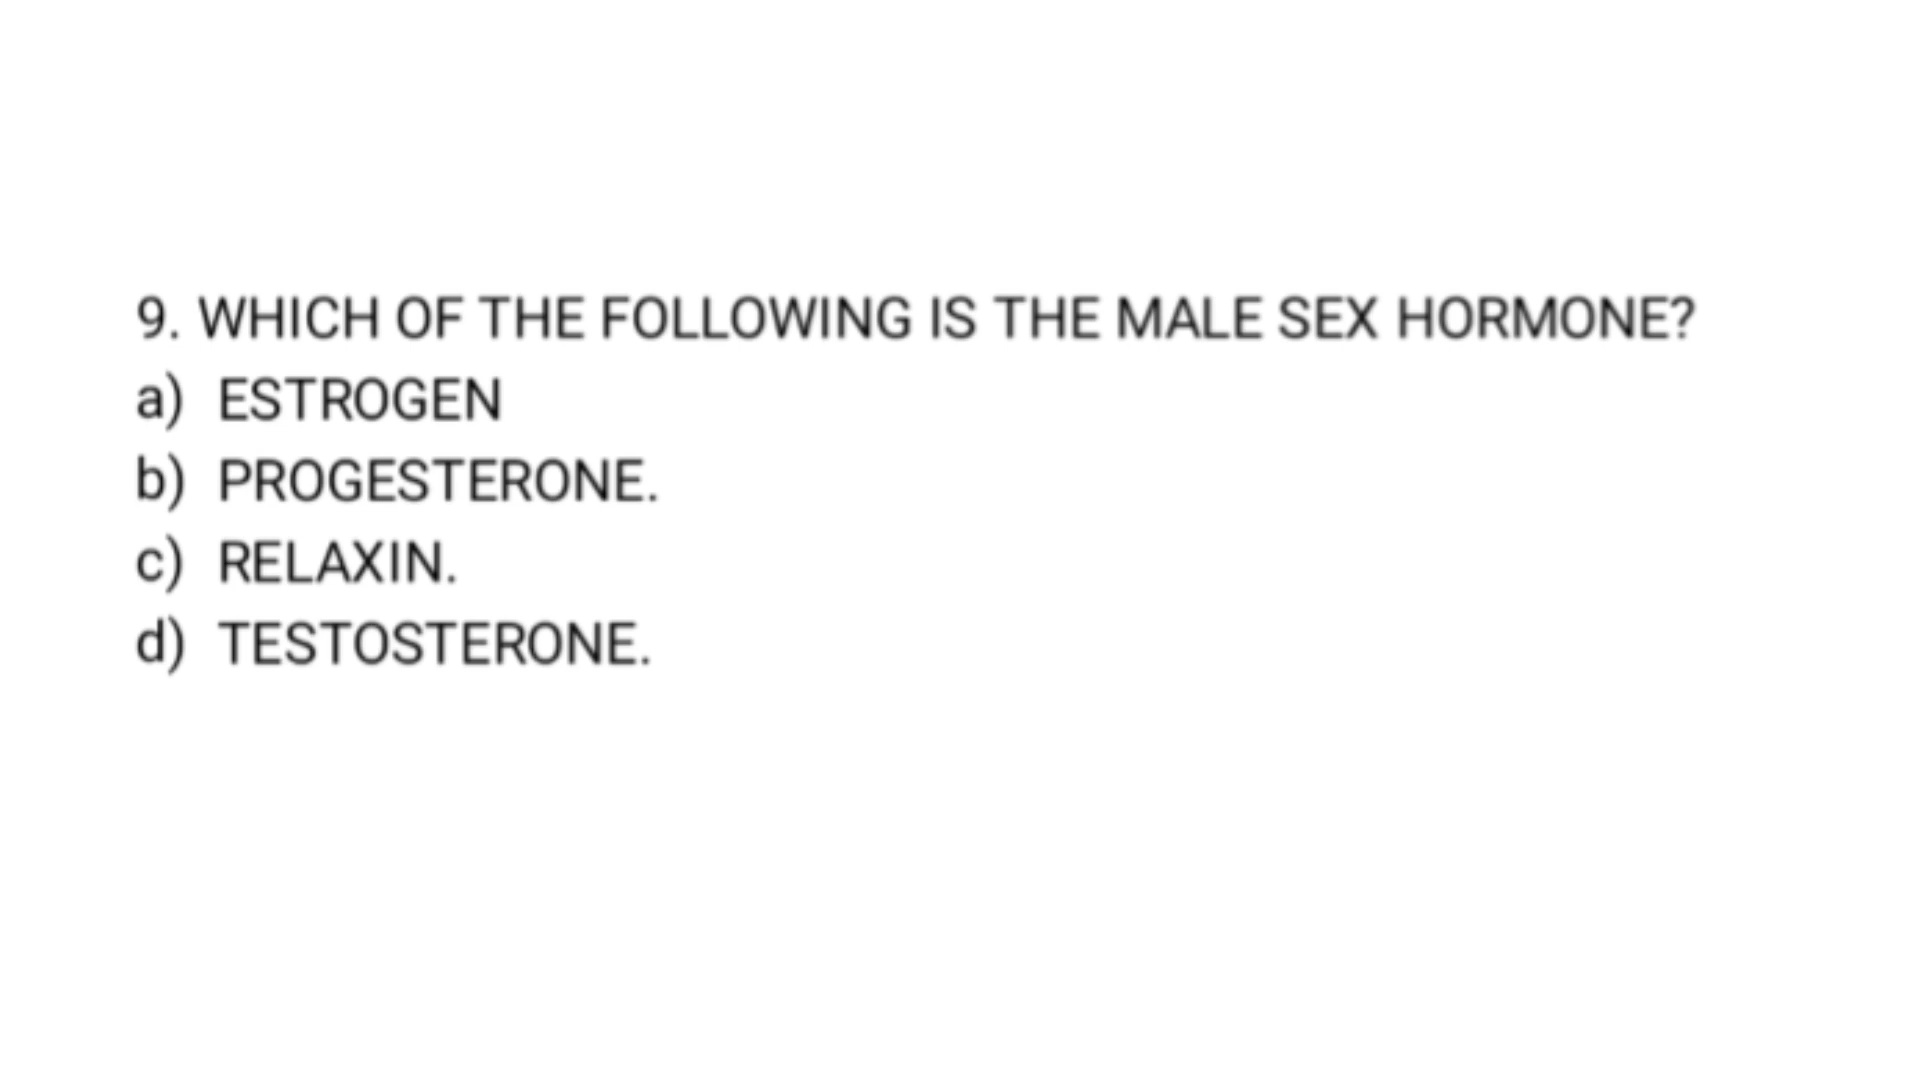 9. WHICH OF THE FOLLOWING IS THE MALE SEX HORMONE?
a) ESTROGEN
b) PROGESTERONE.
c) RELAXIN.
d) TESTOSTERONE.